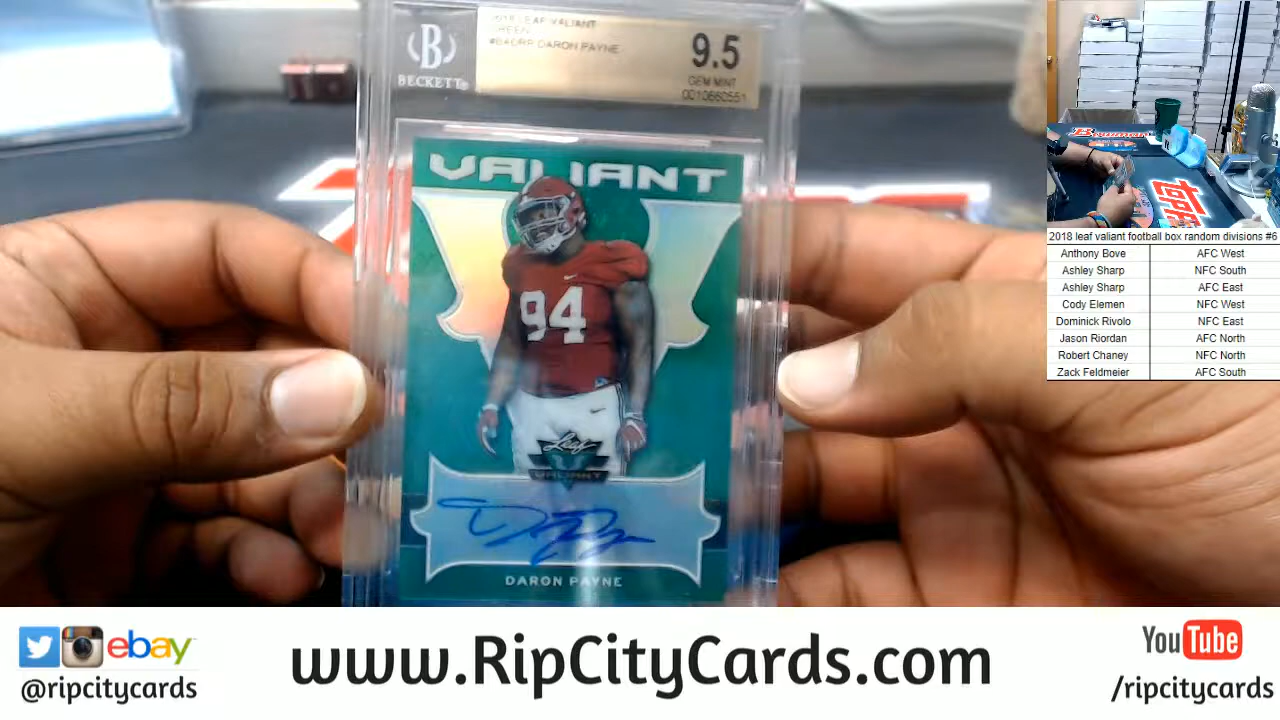 2018 LEAF VALIANT
GREEN
#BADRP DARON PAYNE
9.5
GEM MINT
0010660551
B
BECKETT®
VALIANT
94
Leaf
VALIANT
DARON PAYNE
Bowman
TOPPS
2018 leaf valiant football box random divisions #6
Anthony Bove AFC West
Ashley Sharp NFC South
Ashley Sharp AFC East
Cody Elemen NFC West
Dominick Rivolo NFC East
Jason Riordan AFC North
Robert Chaney NFC North
Zack Feldmeier AFC South
ebay
@ripcitycards
www.RipCityCards.com
YouTube
/ripcitycards